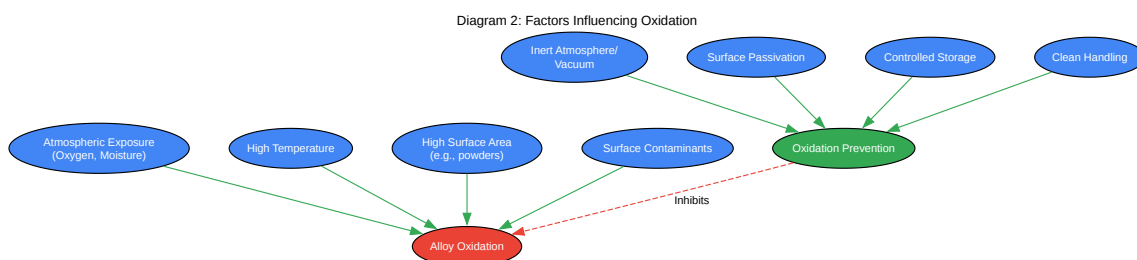 Diagram 2: Factors Influencing Oxidation
Inert Atmosphere/
Vacuum
Surface Passivation
Controlled Storage
Clean Handling
Atmospheric Exposure
(Oxygen, Moisture)
High Temperature
High Surface Area
(e.g., powders)
Surface Contaminants
Oxidation Prevention
Inhibits
Alloy Oxidation